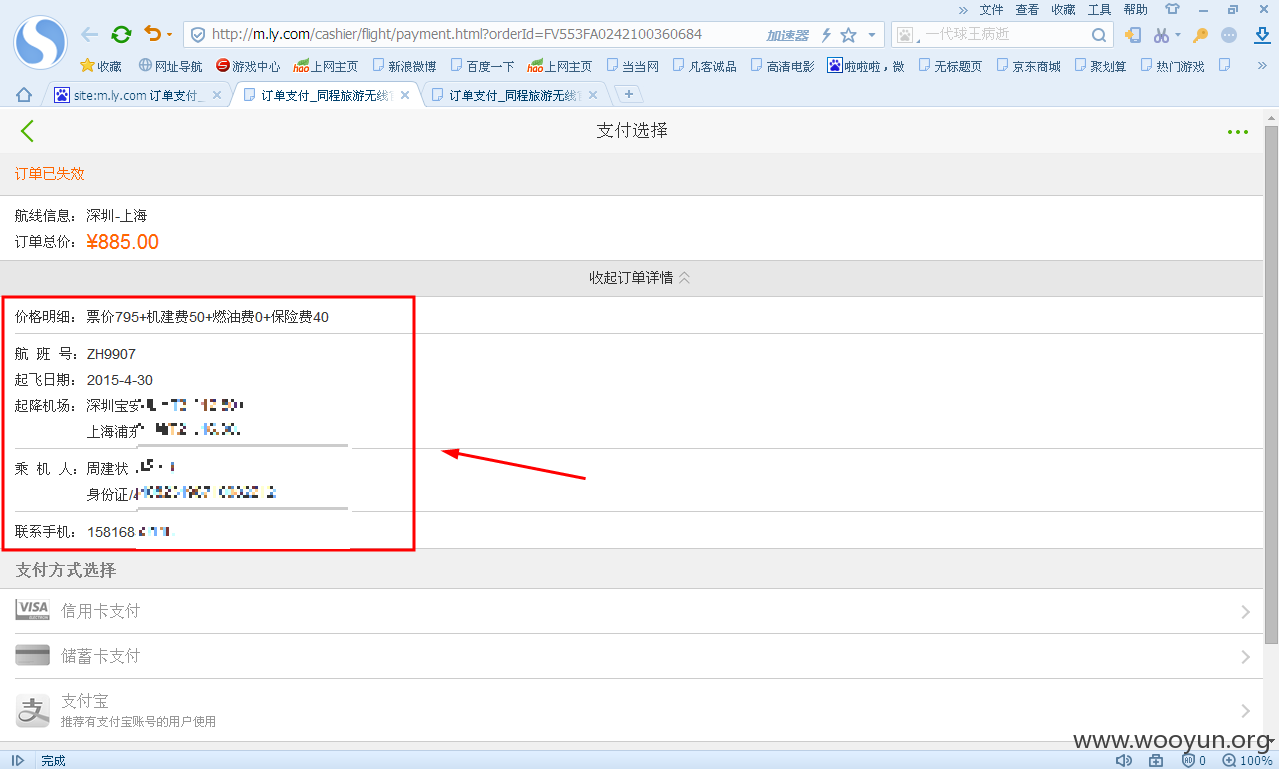 » 文件 查看 收藏 工具 帮助
http://m.ly.com/cashier/flight/payment.html?orderId=FV553FA0242100360684 加速器 一代球王病逝
收藏 网址导航 游戏中心 hao 上网主页 新浪微博 百度一下 hao 上网主页 当当网 凡客诚品 高清电影 啦啦啦，微 无标题页 京东商城 聚划算 热门游戏 »
site:m.ly.com 订单支付_ 订单支付_同程旅游无线 订单支付_同程旅游无线
支付选择
订单已失效
航线信息： 深圳-上海
订单总价： ¥885.00
收起订单详情
价格明细： 票价795+机建费50+燃油费0+保险费40
航 班 号： ZH9907
起飞日期： 2015-4-30
起降机场： 深圳宝安
上海浦东
乘 机 人： 周建状
身份证/
联系手机： 158168
支付方式选择
VISA 信用卡支付
储蓄卡支付
支 支付宝
推荐有支付宝账号的用户使用
www.wooyun.org
完成 0 100%